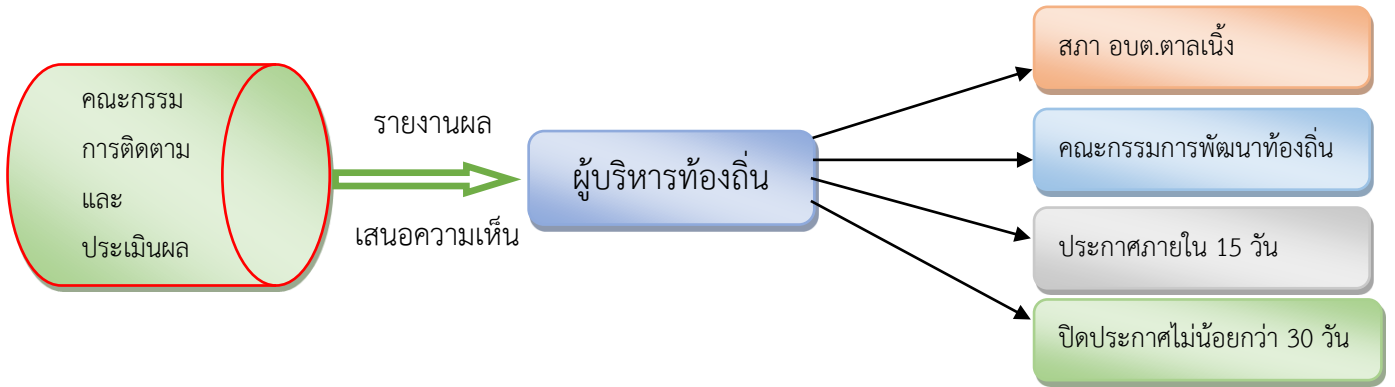 คณะกรรม
การติดตาม
และ
ประเมินผล
รายงานผล
เสนอความเห็น
ผู้บริหารท้องถิ่น
สภา อบต.ตาลเนิ้ง
คณะกรรมการพัฒนาท้องถิ่น
ประกาศภายใน 15 วัน
ปิดประกาศไม่น้อยกว่า 30 วัน